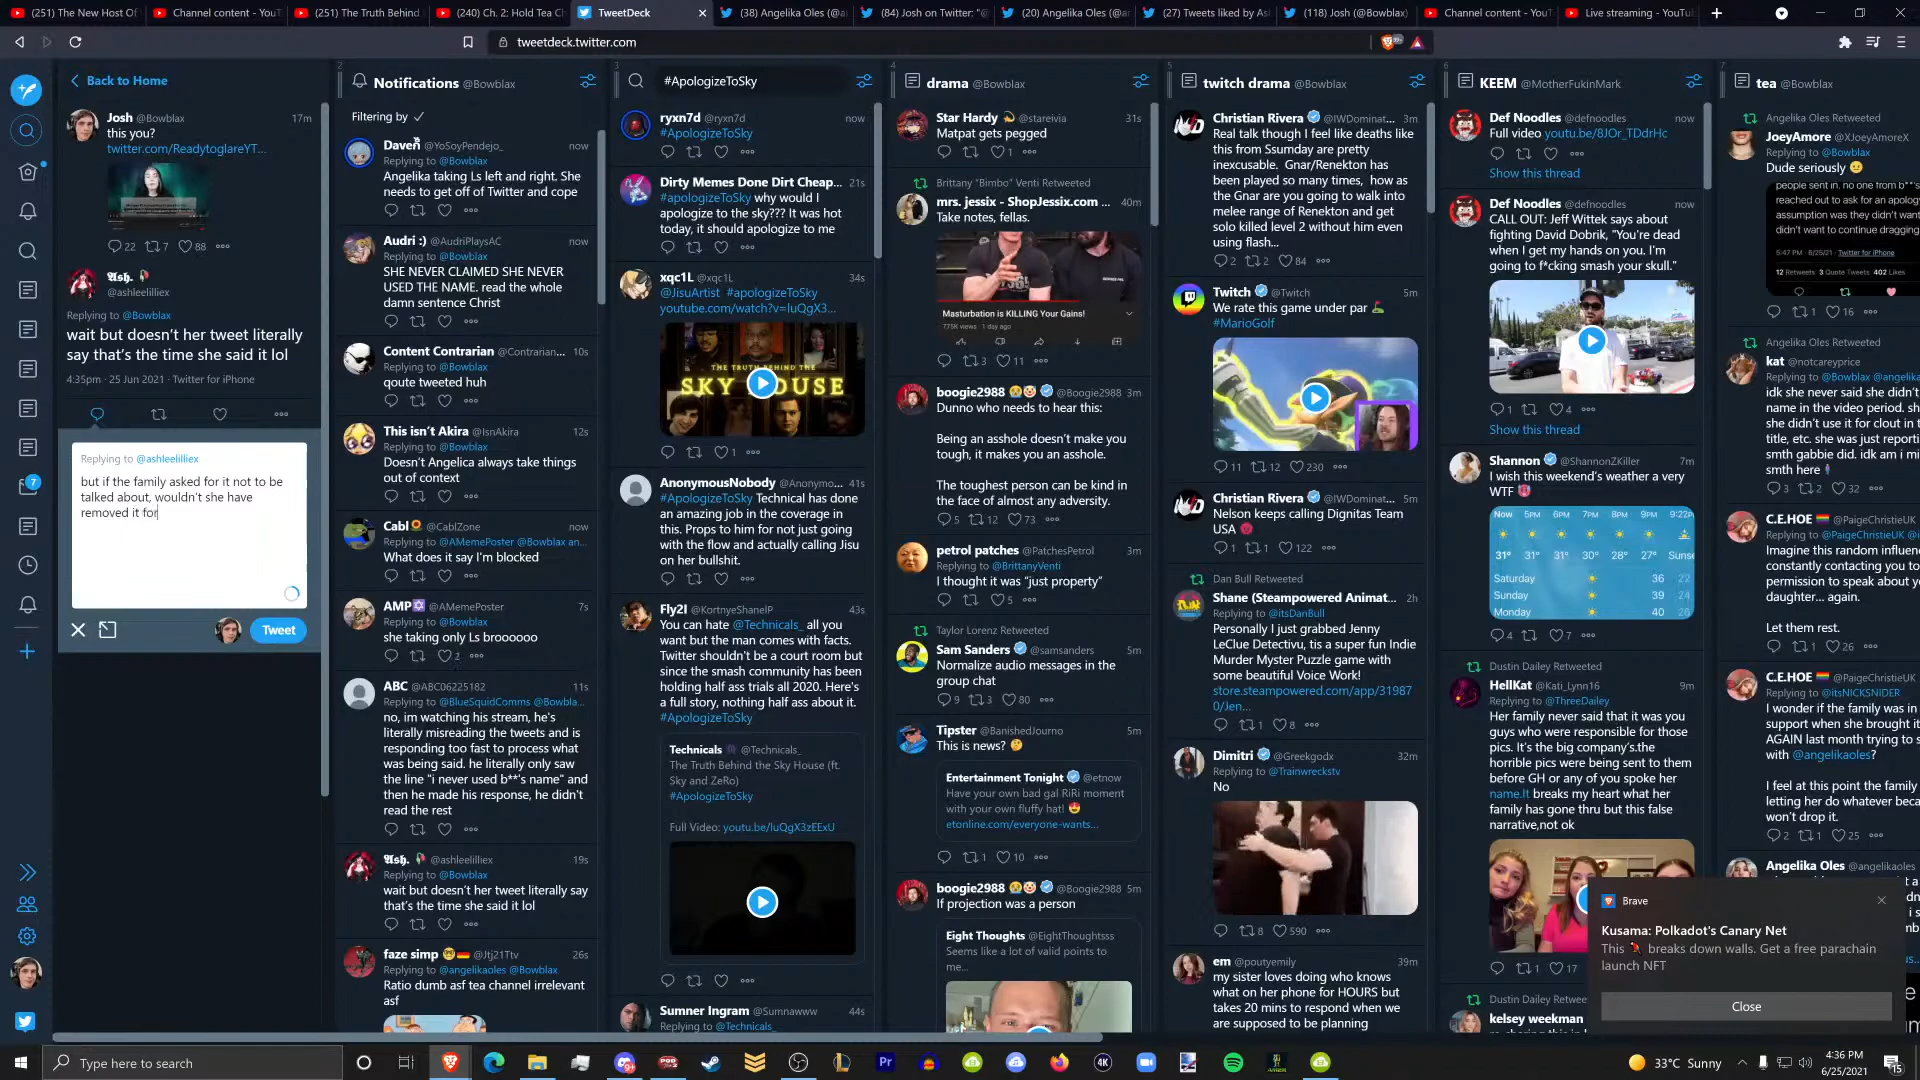 (251) The New Host Of
Channel content - YouT
(251) The Truth Behind
(240) Ch. 2: Hold Tea Cl
TweetDeck
(38) Angelika Oles (@a
(84) Josh on Twitter: "@
(20) Angelika Oles (@an
(27) Tweets liked by As
(118) Josh (@Bowblax)
Channel content - YouT
Live streaming - YouTu
tweetdeck.twitter.com
Back to Home
Josh @Bowblax 17m
this you?
twitter.com/ReadytoglareYT...
22 7 88
Ash.
@ashleelilliex
Replying to @Bowblax
wait but doesn't her tweet literally
say that's the time she said it lol
4:35pm · 25 Jun 2021 · Twitter for iPhone
Replying to @ashleelilliex
but if the family asked for it not to be
talked about, wouldn't she have
removed it for
Tweet
2
Notifications @Bowblax
Filtering by
Daveñ @YoSoyPendejo_ now
Replying to @Bowblax
Angelika taking Ls left and right. She
needs to get off of Twitter and cope
Audri :) @AudriPlaysAC now
Replying to @Bowblax
SHE NEVER CLAIMED SHE NEVER
USED THE NAME. read the whole
damn sentence Christ
Content Contrarian @Contrarian... 10s
Replying to @Bowblax
qoute tweeted huh
This isn't Akira @IsnAkira 12s
Replying to @Bowblax
Doesn't Angelica always take things
out of context
Cabl @CablZone now
Replying to @AMemePoster @Bowblax an...
What does it say I'm blocked
AMP @AMemePoster 7s
Replying to @Bowblax
she taking only Ls broooooo
2
ABC @ABC06225182 11s
Replying to @BlueSquidComms @Bowbla...
no, im watching his stream, he's
literally misreading the tweets and is
responding too fast to process what
was being said. he literally only saw
the line "i never used b**'s name" and
then he made his response, he didn't
read the rest
Ash. @ashleelilliex 19s
Replying to @Bowblax
wait but doesn't her tweet literally say
that's the time she said it lol
faze simp @Jtj21Ttv 26s
Replying to @angelikaoles @Bowblax
Ratio dumb asf tea channel irrelevant
asf
3
#ApologizeToSky
ryxn7d @ryxn7d now
#ApologizeToSky
Dirty Memes Done Dirt Cheap... 21s
#apologizeToSky why would I
apologize to the sky??? It was hot
today, it should apologize to me
xqc1L @xqc1L 34s
@JisuArtist #apologizeToSky
youtube.com/watch?v=IuQgX3...
THE TRUTH BEHIND THE
SKY HOUSE
1
AnonymousNobody @Anonymo... 41s
#ApologizeToSky Technical has done
an amazing job in the coverage in
this. Props to him for not just going
with the flow and actually calling Jisu
on her bullshit.
Fly2l @KortnyeShanelP 43s
You can hate @Technicals_ all you
want but the man comes with facts.
Twitter shouldn't be a court room but
since the smash community has been
holding half ass trials all 2020. Here's
a full story, nothing half ass about it.
#ApologizeToSky
Technicals @Technicals_
The Truth Behind the Sky House (ft.
Sky and ZeRo)
#ApologizeToSky
Full Video: youtu.be/luQgX3zEExU
Sumner Ingram @Sumnawww 44s
Replying to @Technicals_
4
drama @Bowblax
Star Hardy @stareivia 31s
Matpat gets pegged
1
Brittany "Bimbo" Venti Retweeted
mrs. jessix - ShopJessix.com ... 40m
Take notes, fellas.
Masturbation is KILLING Your Gains!
775K views · 1 day ago
3 11
boogie2988 @Boogie2988 3m
Dunno who needs to hear this:
Being an asshole doesn't make you
tough, it makes you an asshole.
The toughest person can be kind in
the face of almost any adversity.
5 12 73
petrol patches @PatchesPetrol 3m
Replying to @BrittanyVenti
I thought it was "just property"
5
Taylor Lorenz Retweeted
Sam Sanders @samsanders 5m
Normalize audio messages in the
group chat
9 3 80
Tipster @BanishedJourno 5m
This is news?
Entertainment Tonight @etnow
Have your own bad gal RiRi moment
with your own fluffy hat!
etonline.com/everyone-wants...
1 10
boogie2988 @Boogie2988 5m
If projection was a person
Eight Thoughts @EightThoughtsss
Seems like a lot of valid points to
me...
5
twitch drama @Bowblax
Christian Rivera @IWDominat... 3m
Real talk though I feel like deaths like
this from Ssumday are pretty
inexcusable. Gnar/Renekton has
been played so many times, how as
the Gnar are you going to walk into
melee range of Renekton and get
solo killed level 2 without him even
using flash...
2 2 84
Twitch @Twitch 5m
We rate this game under par
#MarioGolf
11 12 230
Christian Rivera @IWDominat... 5m
Nelson keeps calling Dignitas Team
USA
1 1 122
Dan Bull Retweeted
Shane (Steampowered Animat... 2h
Replying to @itsDanBull
Personally I just grabbed Jenny
LeClue Detectivu, tis a super fun Indie
Murder Myster Puzzle game with
some beautiful Voice Work!
store.steampowered.com/app/31987
0/Jen...
1 8
Dimitri @Greekgodx 32m
Replying to @Trainwreckstv
No
8 590
em @poutyemily 39m
my sister loves doing who knows
what on her phone for HOURS but
takes 20 mins to respond when we
are supposed to be planning
6
KEEM @MotherFukinMark
Def Noodles @defnoodles now
Full video youtu.be/8JOr_TDdrHc
Show this thread
Def Noodles @defnoodles now
CALL OUT: Jeff Wittek says about
fighting David Dobrik, "You're dead
when I get my hands on you. I'm
going to f*cking smash your skull."
1 4
Show this thread
Shannon @ShannonZKiller 7m
I wish this weekend's weather a very
WTF
Now 5PM 6PM 7PM 8PM 9PM 9:22p
31° 31° 31° 30° 28° 27° Sunse
Saturday 36 22
Sunday 39 24
Monday 40 26
4 7
Dustin Dailey Retweeted
HellKat @Kati_Lynn16 9m
Replying to @ThreeDailey
Her family never said that it was you
guys who were responsible for those
pics. It's the big company's.the
horrible pics were being sent to them
before GH or any of you spoke her
name.It breaks my heart what her
family has gone thru but this false
narrative,not ok
1 17
Dustin Dailey Retweete
kelsey weekman
7
tea @Bowblax
Angelika Oles Retweeted
JoeyAmore @XJoeyAmoreX
Replying to @Bowblax
Dude seriously
people sent in. no one from b**'s
reached out to ask for an apology
assumption was they didn't want
didn't want to continue dragging
5:47 PM · 6/25/21 · Twitter for iPhone
12 Retweets 3 Quote Tweets 402 Likes
1 16
Angelika Oles Retweeted
kat @notcareyprice
Replying to @Bowblax @angelika
idk she never said she didn't u
name in the video period. sh
she didn't use it for clout in t
title, etc. she was just reporti
smth gabbie did. idk am i mi
smth here
3 2 32
C.E.HOE @PaigeChristieUK
Replying to @PaigeChristieUK @i
Imagine this random influen
constantly contacting you to
permission to speak about yo
daughter... again.
Let them rest.
1 26
C.E.HOE @PaigeChristieUK
Replying to @itsNICKSNIDER
I wonder if the family was in
support when she brought it
AGAIN last month trying to s
with @angelikaoles?
I feel at this point the family
letting her do whatever beca
won't drop it.
2 1 25
Angelika Oles @angelikaoles
Brave
Kusama: Polkadot's Canary Net
This breaks down walls. Get a free parachain
launch NFT
Close
Type here to search
33°C Sunny
4:36 PM
6/25/2021
15